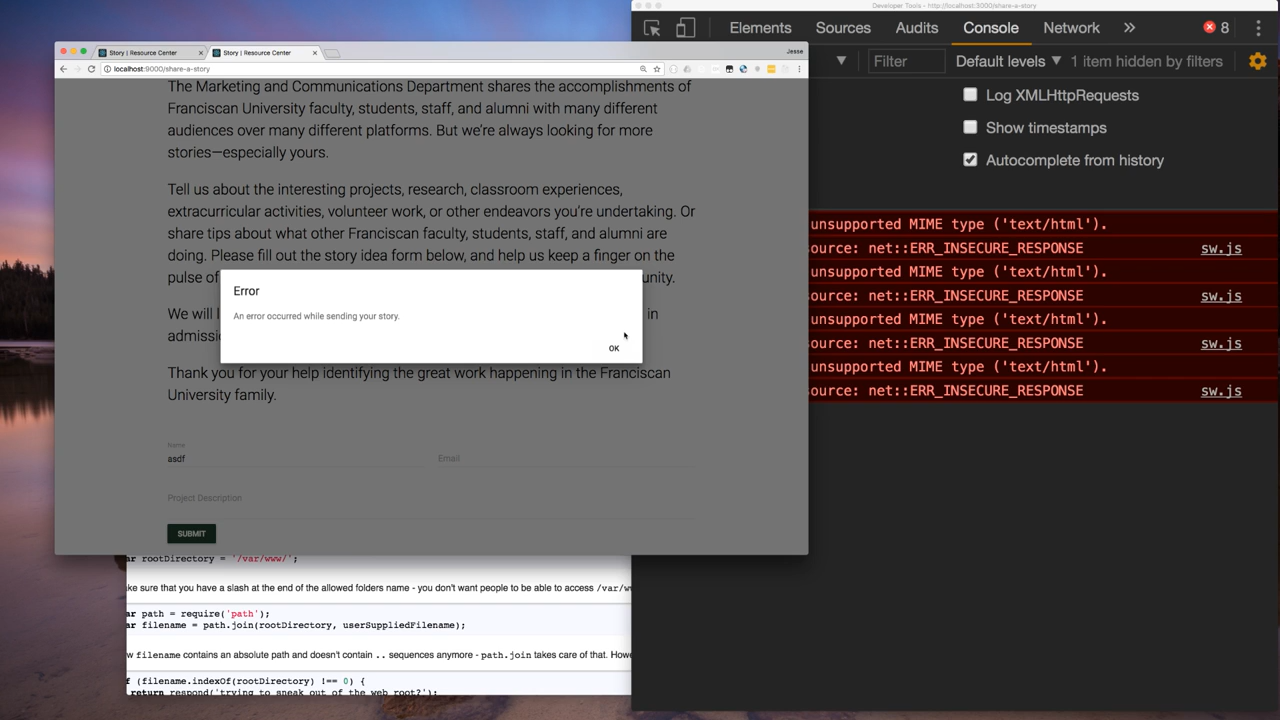 Developer Tools - http://localhost:3000/share-a-story
Elements Sources Audits Console Network 8
Filter Default levels ▼ 1 item hidden by filters
Log XMLHttpRequests
Show timestamps
Autocomplete from history
unsupported MIME type ('text/html').
source: net::ERR_INSECURE_RESPONSE sw.js
unsupported MIME type ('text/html').
source: net::ERR_INSECURE_RESPONSE sw.js
unsupported MIME type ('text/html').
source: net::ERR_INSECURE_RESPONSE sw.js
unsupported MIME type ('text/html').
source: net::ERR_INSECURE_RESPONSE sw.js
Story | Resource Center Story | Resource Center Jesse
localhost:9000/share-a-story
The Marketing and Communications Department shares the accomplishments of
Franciscan University faculty, students, staff, and alumni with many different
audiences over many different platforms. But we're always looking for more
stories—especially yours.
Tell us about the interesting projects, research, classroom experiences,
extracurricular activities, volunteer work, or other endeavors you're undertaking. Or
share tips about what other Franciscan faculty, students, staff, and alumni are
doing. Please fill out the story idea form below, and help us keep a finger on the
pulse of unity.
We will l in
admissi
Error
An error occurred while sending your story.
OK
Thank you for your help identifying the great work happening in the Franciscan
University family.
Name
asdf
Email
Project Description
SUBMIT
ar rootDirectory = '/var/www/';
ke sure that you have a slash at the end of the allowed folders name - you don't want people to be able to access /var/w
ar path = require('path');
ar filename = path.join(rootDirectory, userSuppliedFilename);
w filename contains an absolute path and doesn't contain .. sequences anymore - path.join takes care of that. Howe
f (filename.indexOf(rootDirectory) !== 0) {
return respond('trying to sneak out of the web root?');